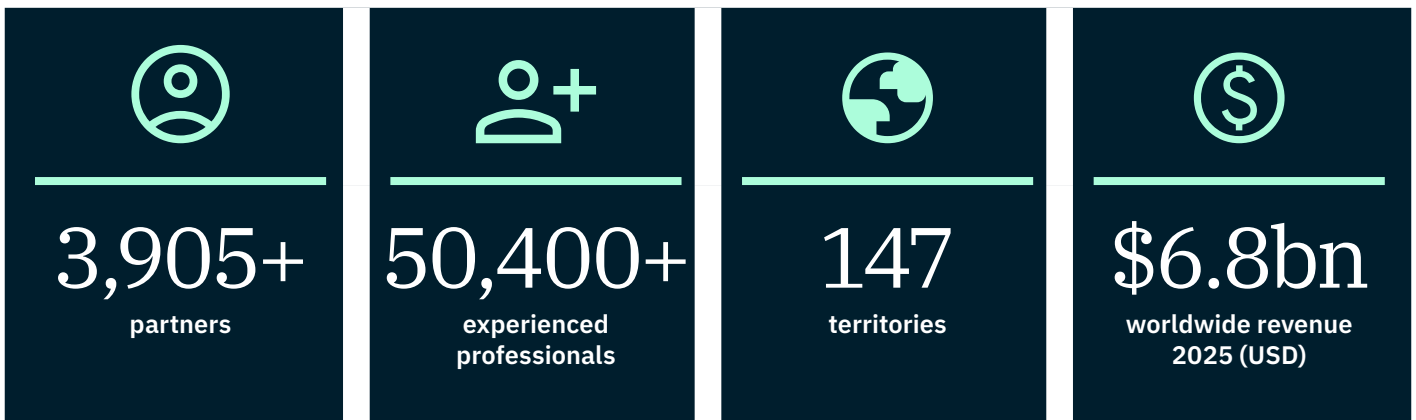 3,905+
partners
50,400+
experienced
professionals
147
territories
$6.8bn
worldwide revenue
2025 (USD)